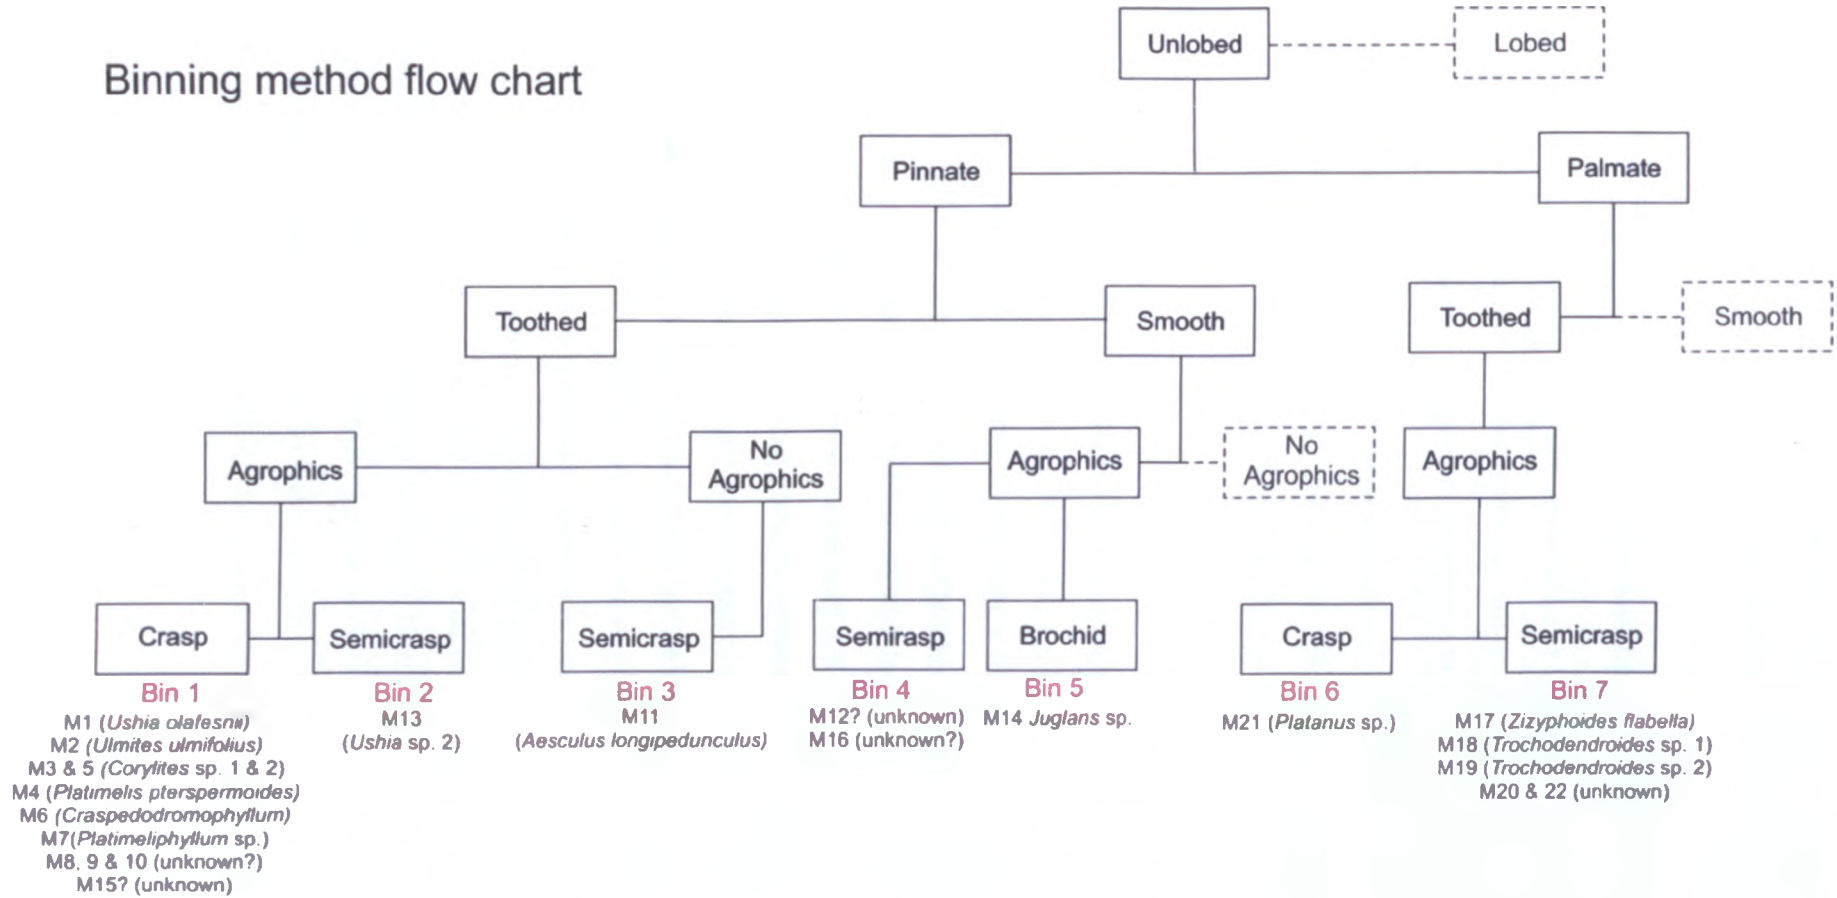 Binning method flow chart
Unlobed
Lobed
Pinnate
Palmate
Toothed
Smooth
Toothed
Smooth
Agrophics
No
Agrophics
Agrophics
No
Agrophics
Agrophics
Crasp
Semicrasp
Semicrasp
Semirasp
Brochid
Crasp
Semicrasp
Bin 1
M1 (Ushia olafesnii)
M2 (Ulmites ulmifolius)
M3 & 5 (Corylites sp. 1 & 2)
M4 (Platimelis pterspermoides)
M6 (Craspedodromophyllum)
M7(Platimeliphyllum sp.)
M8, 9 & 10 (unknown?)
M15? (unknown)
Bin 2
M13
(Ushia sp. 2)
Bin 3
M11
(Aesculus longipedunculus)
Bin 4
M12? (unknown)
M16 (unknown?)
Bin 5
M14 Juglans sp.
Bin 6
M21 (Platanus sp.)
Bin 7
M17 (Zizyphoides flabella)
M18 (Trochodendroides sp. 1)
M19 (Trochodendroides sp. 2)
M20 & 22 (unknown)